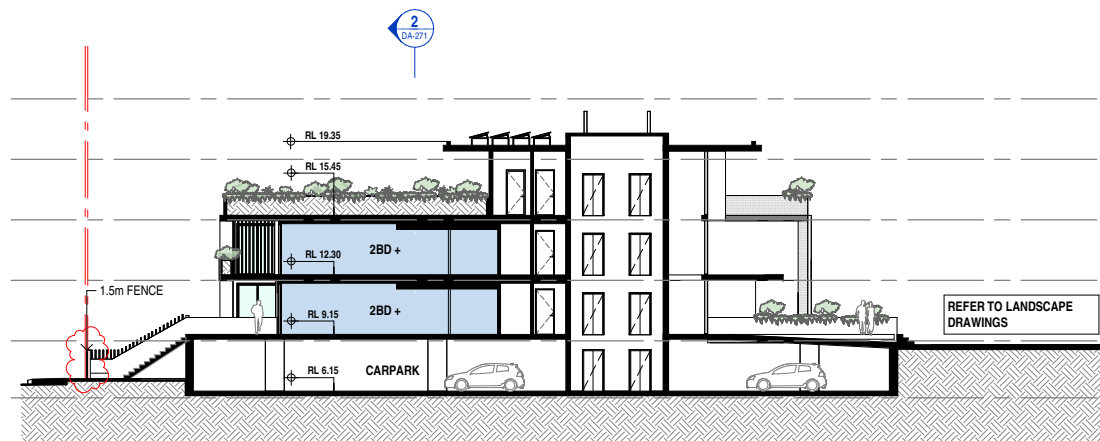 2
DA-271
RL 19.35
RL 15.45
2BD +
RL 12.30
1.5m FENCE
2BD +
RL 9.15
REFER TO LANDSCAPE
DRAWINGS
CARPARK
RL 6.15